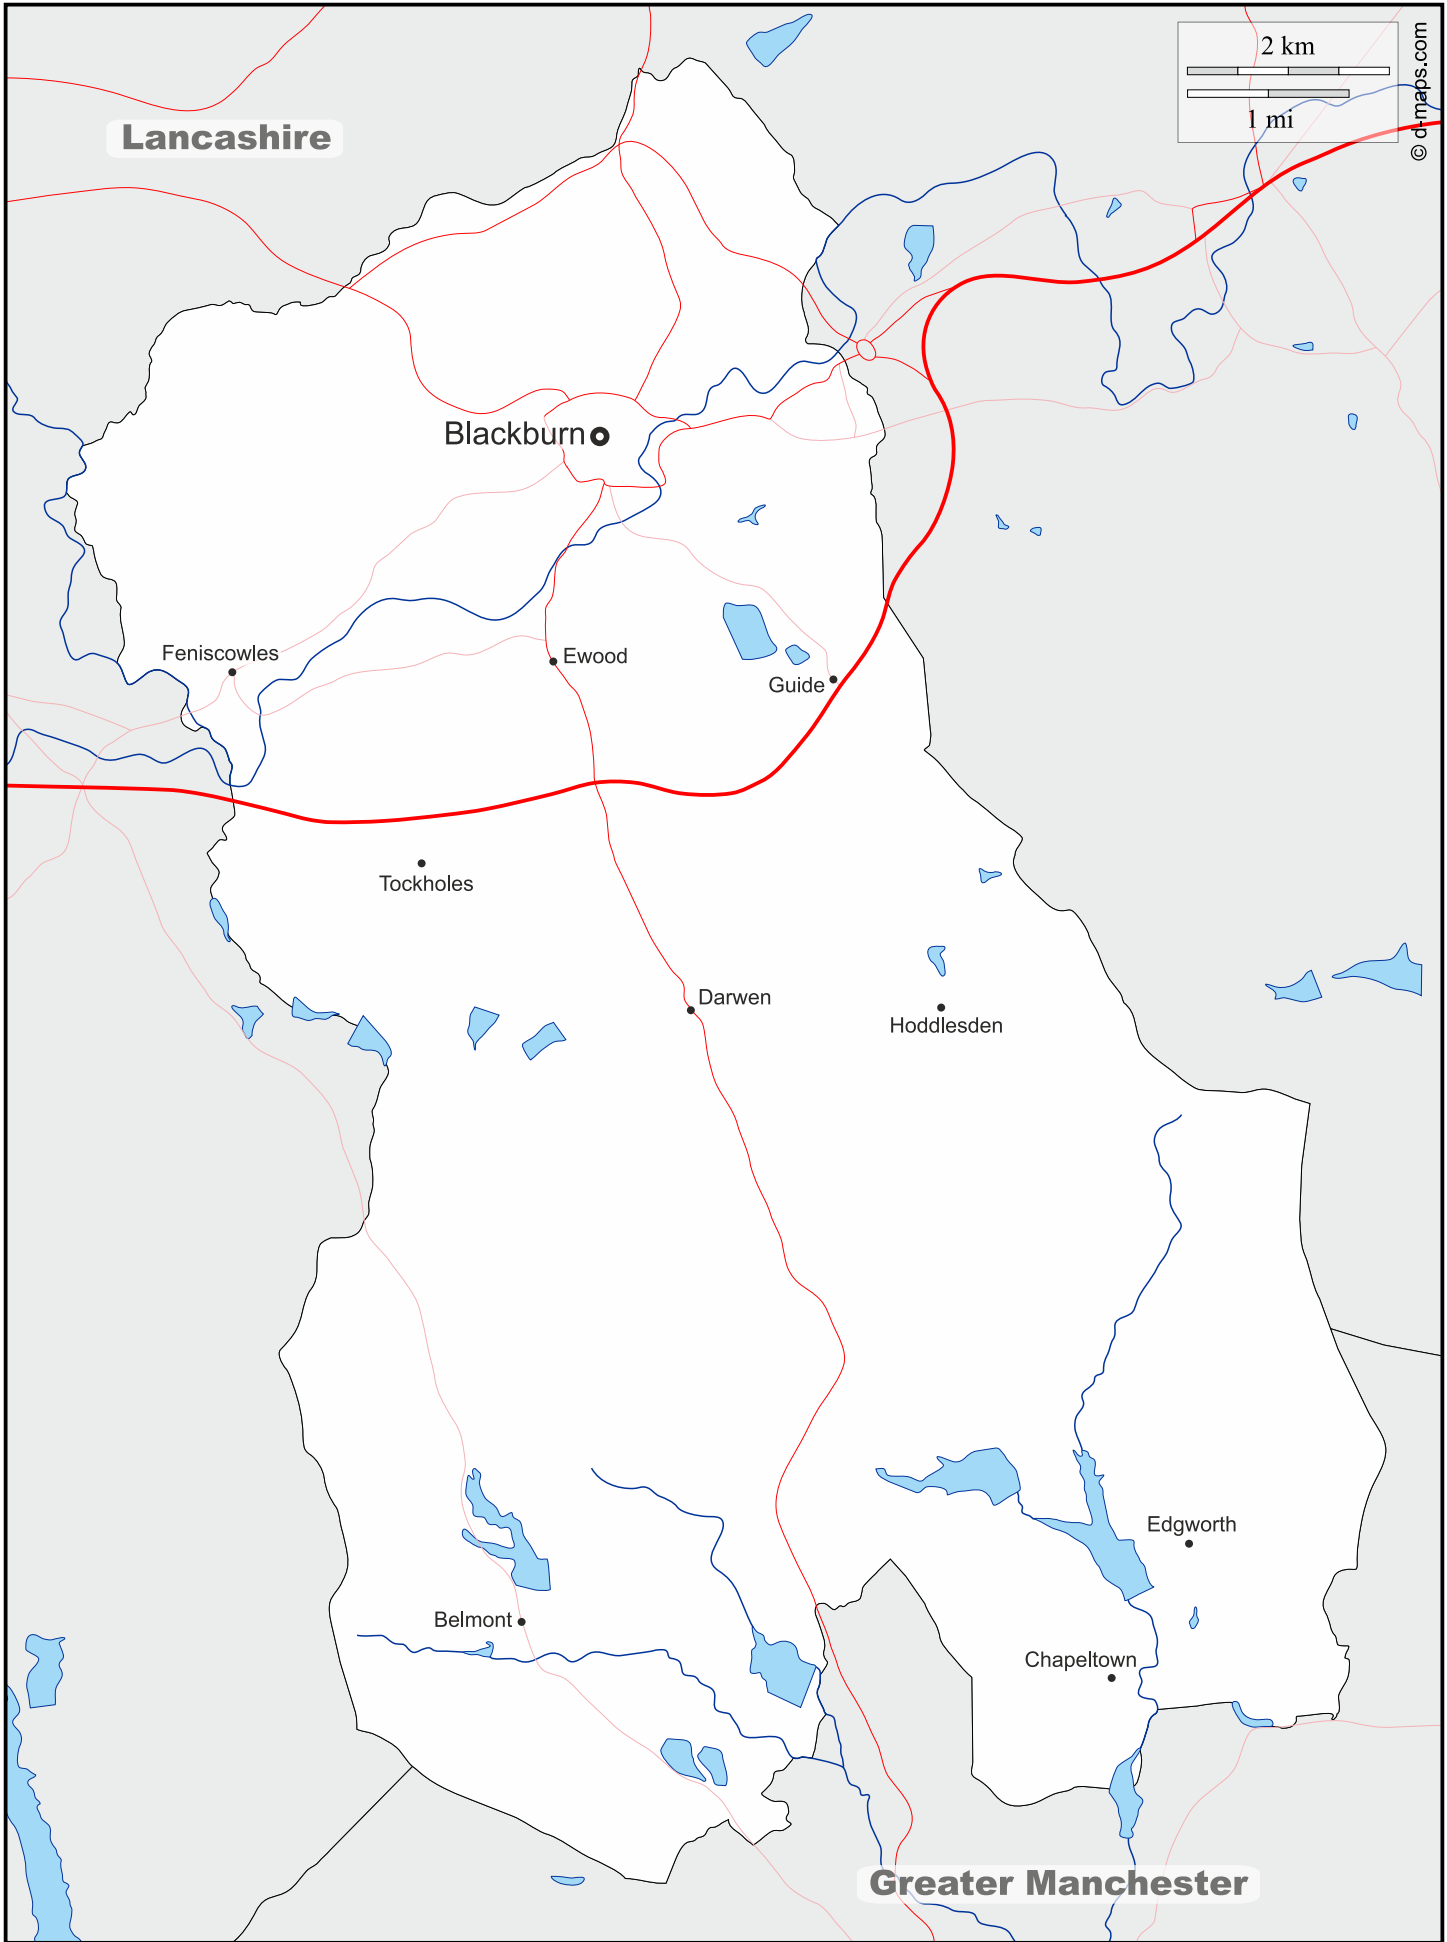 2 km
1 mi
© d-maps.com
Lancashire
Blackburn
Feniscowles
Ewood
Guide
Tockholes
Darwen
Hoddlesden
Edgworth
Belmont
Chapeltown
Greater Manchester